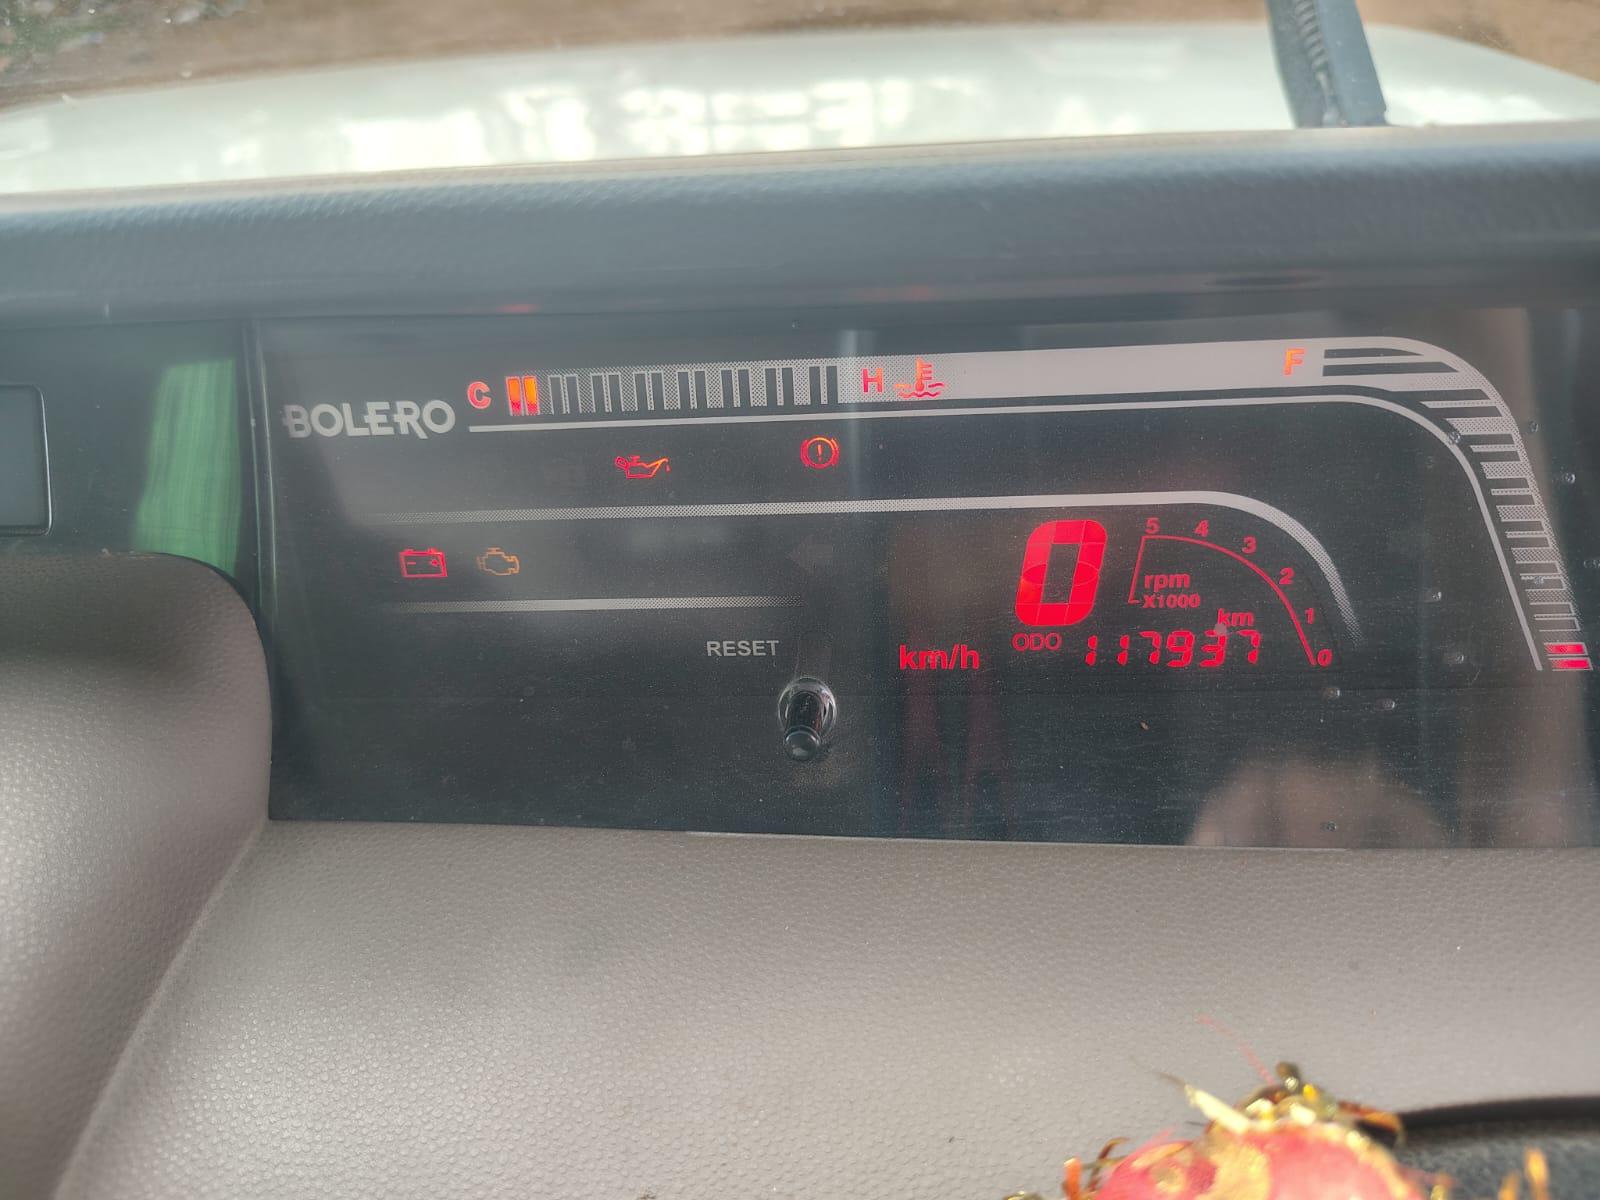 C H F
BOLERO
0
5 4 3 2 1 0
rpm
X1000
RESET
km/h
ODO 117937 km